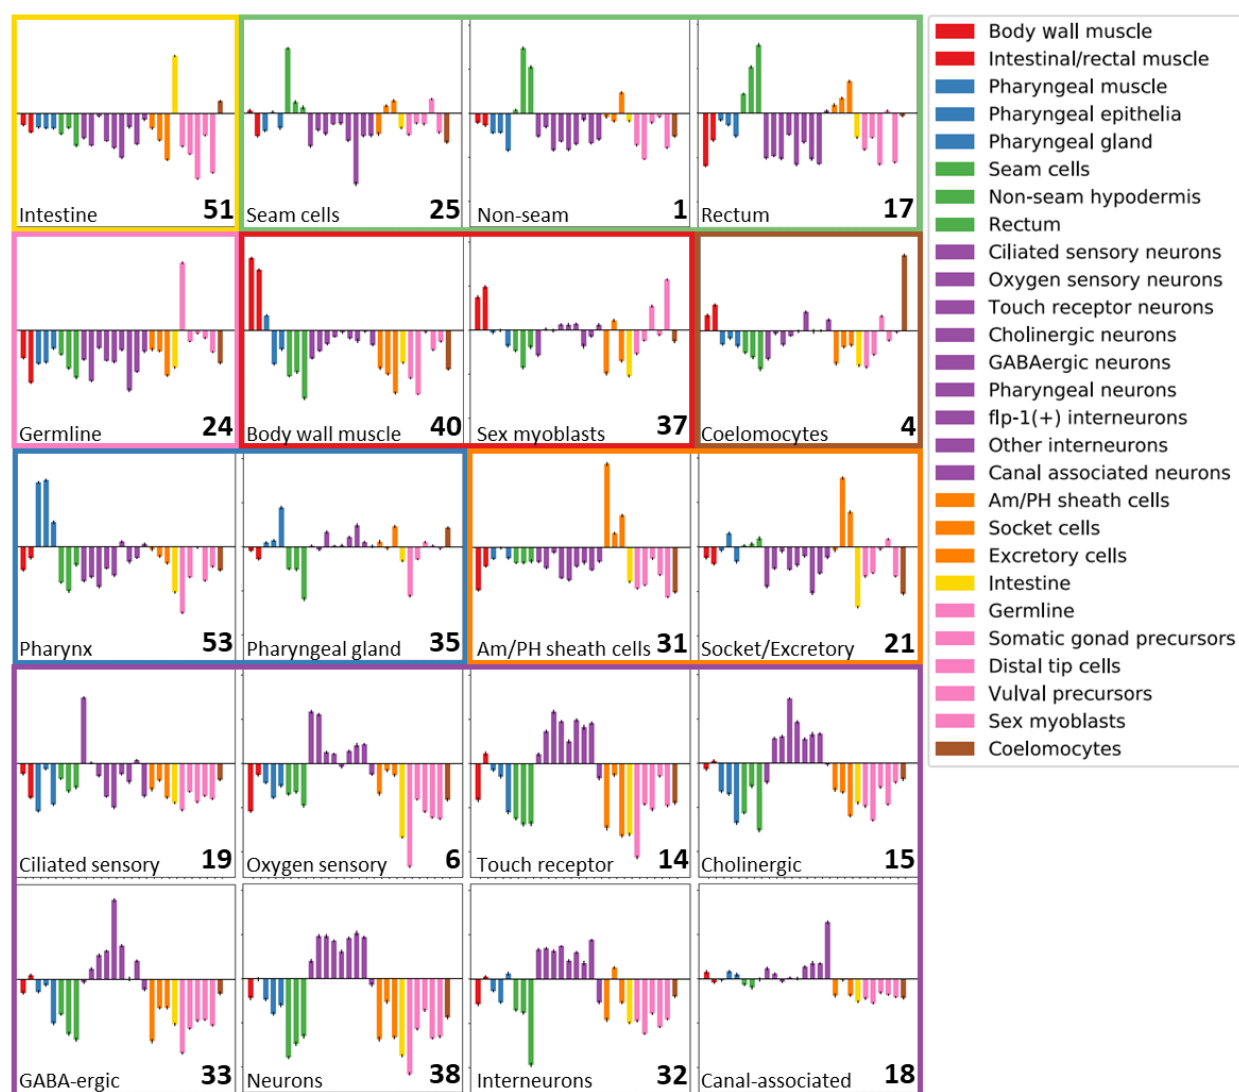 Intestine 51
Seam cells 25
Non-seam 1
Rectum 17
Germline 24
Body wall muscle 40
Sex myoblasts 37
Coelomocytes 4
Pharynx 53
Pharyngeal gland 35
Am/PH sheath cells 31
Socket/Excretory 21
Ciliated sensory 19
Oxygen sensory 6
Touch receptor 14
Cholinergic 15
GABA-ergic 33
Neurons 38
Interneurons 32
Canal-associated 18
Body wall muscle
Intestinal/rectal muscle
Pharyngeal muscle
Pharyngeal epithelia
Pharyngeal gland
Seam cells
Non-seam hypodermis
Rectum
Ciliated sensory neurons
Oxygen sensory neurons
Touch receptor neurons
Cholinergic neurons
GABAergic neurons
Pharyngeal neurons
flp-1(+) interneurons
Other interneurons
Canal associated neurons
Am/PH sheath cells
Socket cells
Excretory cells
Intestine
Germline
Somatic gonad precursors
Distal tip cells
Vulval precursors
Sex myoblasts
Coelomocytes